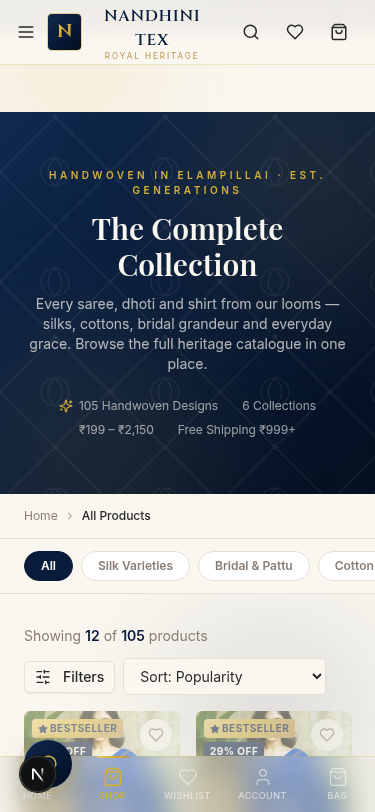 N
NANDHINI
TEX
ROYAL HERITAGE
HANDWOVEN IN ELAMPILLAI · EST.
GENERATIONS
The Complete
Collection
Every saree, dhoti and shirt from our looms —
silks, cottons, bridal grandeur and everyday
grace. Browse the full heritage catalogue in one
place.
105 Handwoven Designs 6 Collections
₹199 – ₹2,150 Free Shipping ₹999+
Home > All Products
All Silk Varieties Bridal & Pattu Cotton
Showing 12 of 105 products
Filters Sort: Popularity
BESTSELLER BESTSELLER
OFF 29% OFF
N
HOME SHOP WISHLIST ACCOUNT BAG